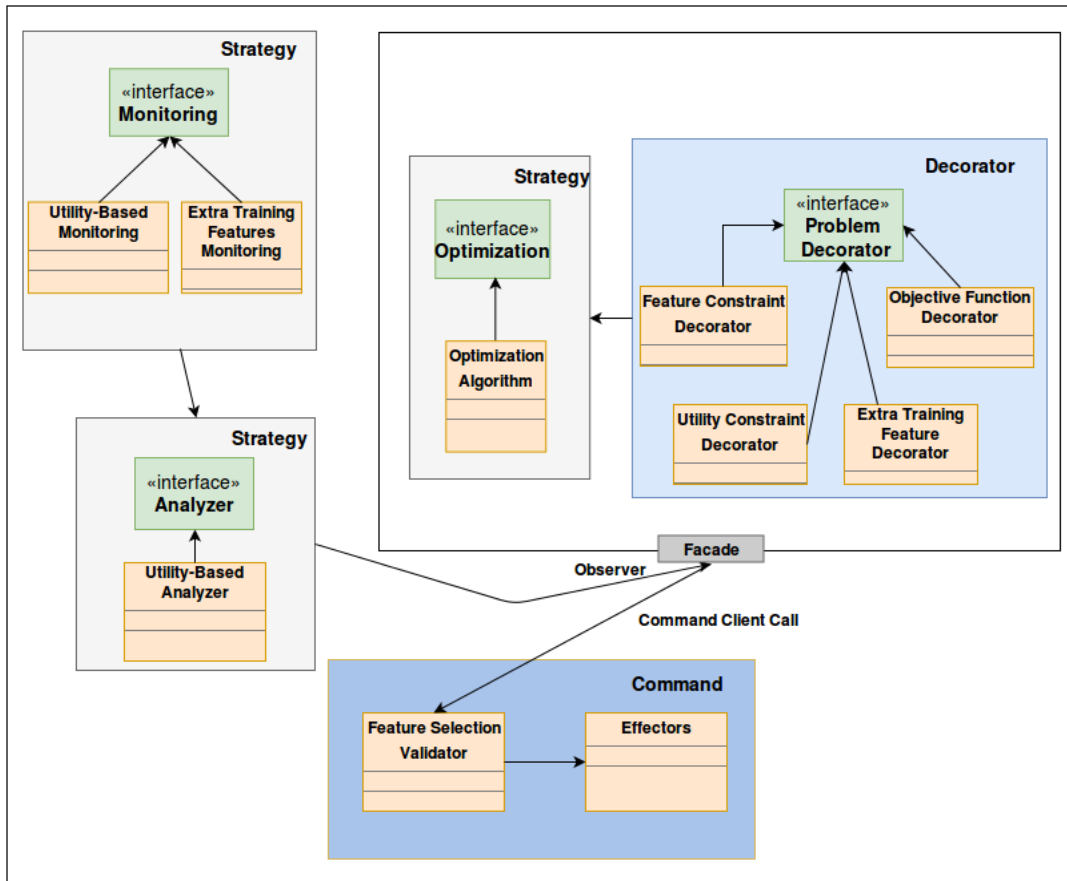 Strategy
«interface»
Monitoring
Utility-Based
Monitoring
Extra Training
Features
Monitoring
Strategy
«interface»
Analyzer
Utility-Based
Analyzer
Strategy
«interface»
Optimization
Optimization
Algorithm
Decorator
«interface»
Problem
Decorator
Feature Constraint
Decorator
Objective Function
Decorator
Utility Constraint
Decorator
Extra Training
Feature
Decorator
Facade
Observer
Command Client Call
Command
Feature Selection
Validator
Effectors